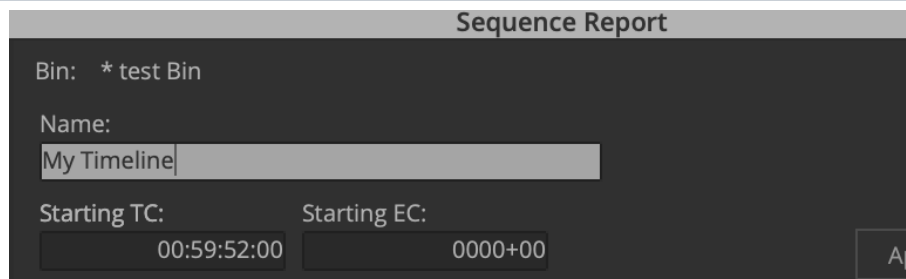 Sequence Report
Bin: * test Bin
Name:
My Timeline
Starting TC: Starting EC:
00:59:52:00 0000+00